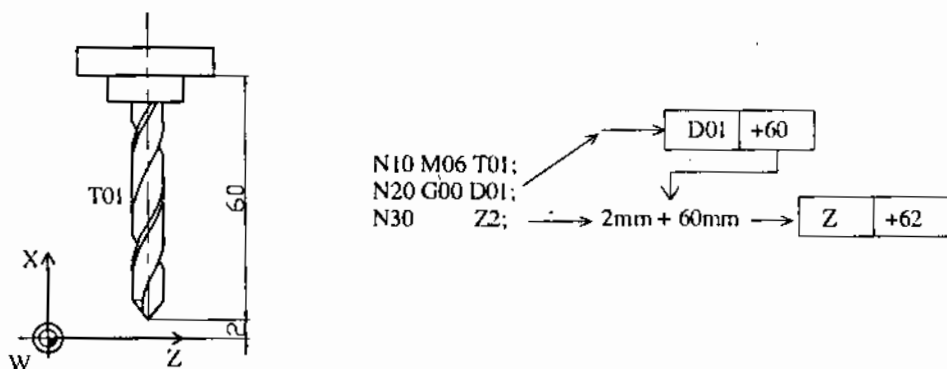 T01
60
2
X
W
Z
N10 M06 T01;
N20 G00 D01;
N30 Z2;
D01 +60
2mm + 60mm
Z +62